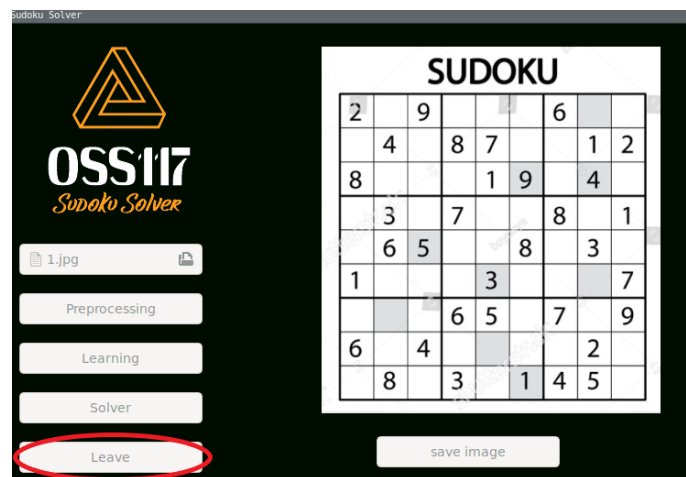 Sudoku Solver
OSS117
Sudoku Solver
1.jpg
Preprocessing
Learning
Solver
Leave
SUDOKU
2 9 6
4 8 7 1 2
8 1 9 4
3 7 8 1
6 5 8 3
1 3 7
6 5 7 9
6 4 2
8 3 1 4 5
save image